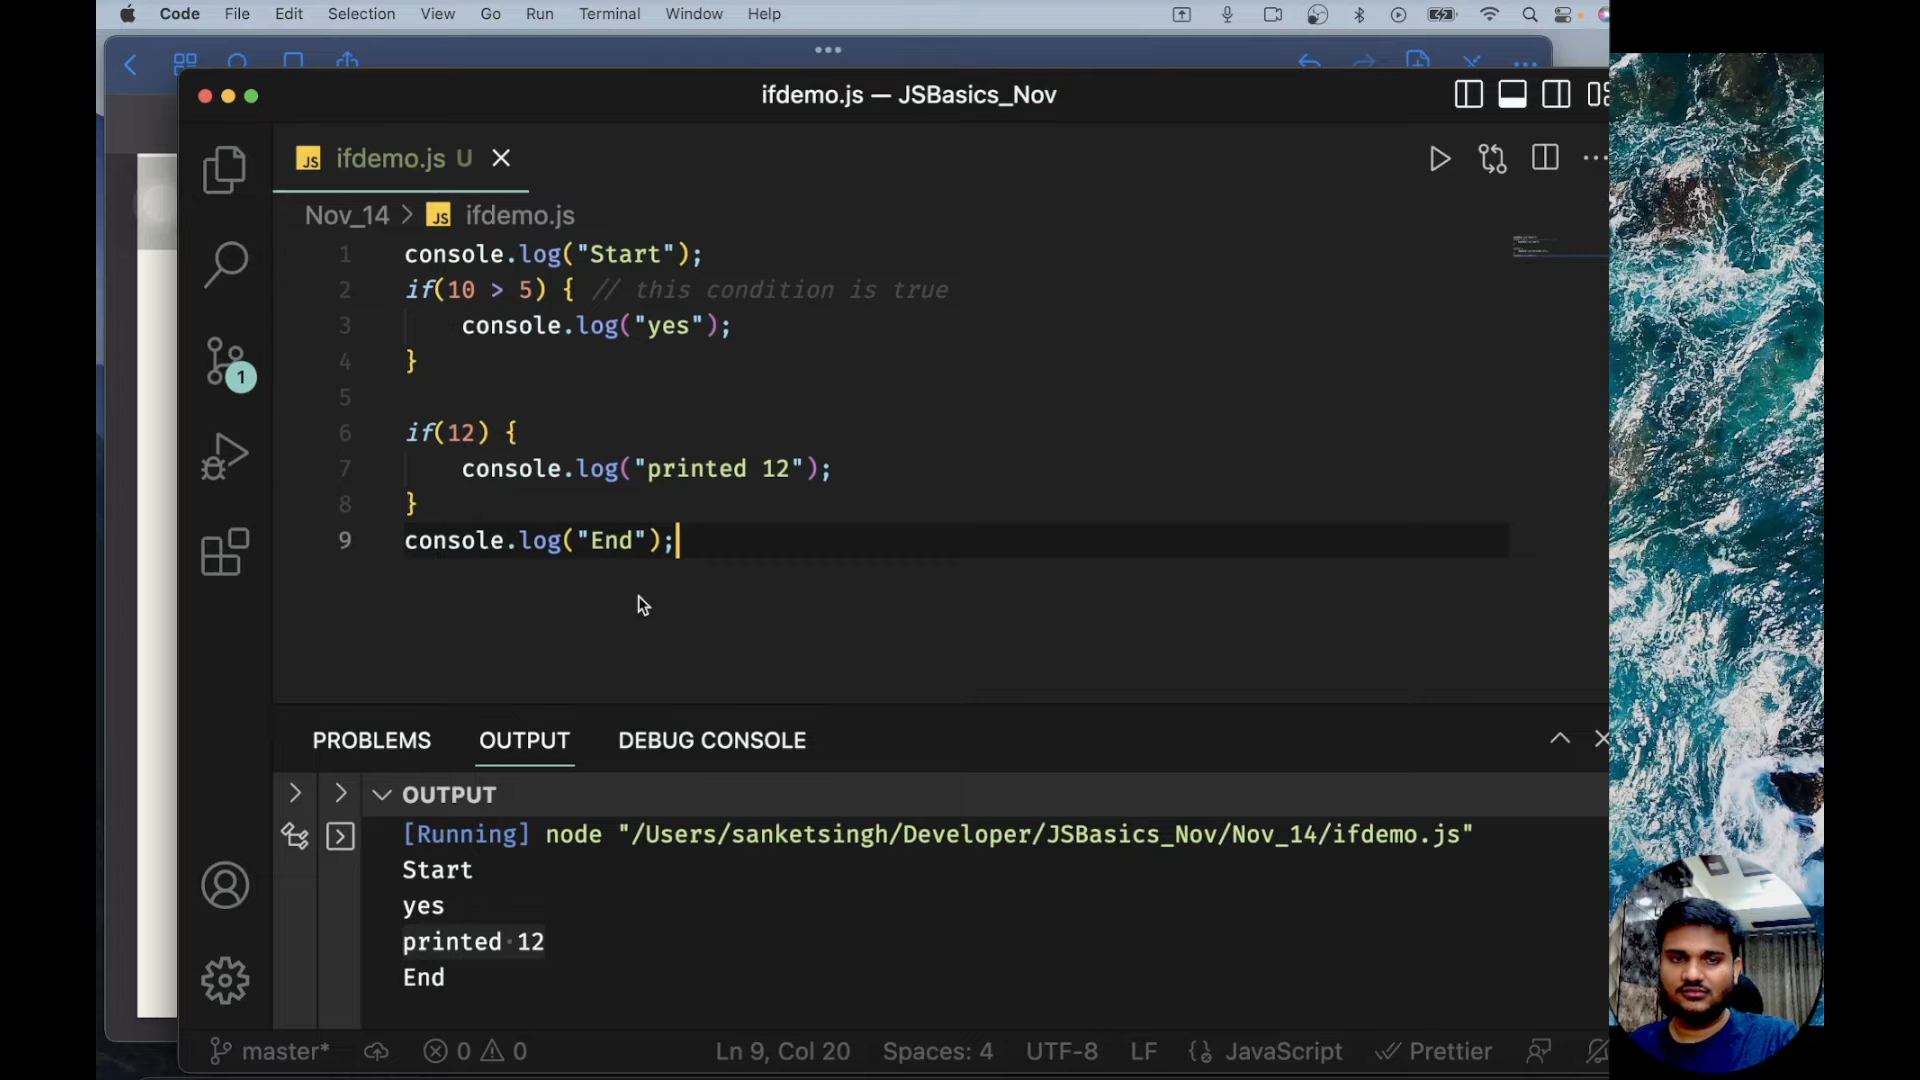 Code File Edit Selection View Go Run Terminal Window Help
ifdemo.js — JSBasics_Nov
JS ifdemo.js U
Nov_14 > JS ifdemo.js
1 console.log("Start");
2 if(10 > 5) { // this condition is true
3 console.log("yes");
4 }
5
6 if(12) {
7 console.log("printed 12");
8 }
9 console.log("End");
1
PROBLEMS OUTPUT DEBUG CONSOLE
OUTPUT
[Running] node "/Users/sanketsingh/Developer/JSBasics_Nov/Nov_14/ifdemo.js"
Start
yes
printed 12
End
master* 0 0 Ln 9, Col 20 Spaces: 4 UTF-8 LF JavaScript Prettier